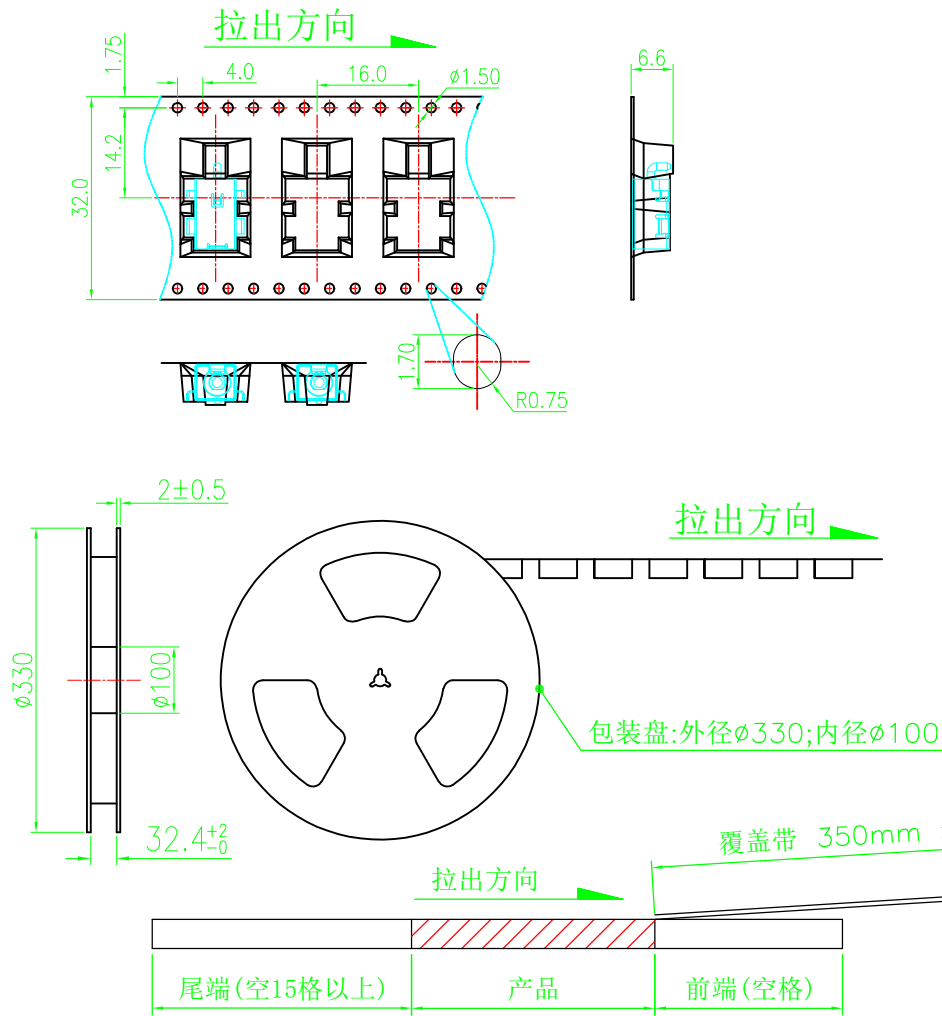 拉出方向
1.75
4.0
16.0
ø1.50
6.6
14.2
32.0
1.70
R0.75
2±0.5
拉出方向
ø330
ø100
包装盘:外径ø330;内径ø100
32.4+2-0
覆盖带 350mm
拉出方向
尾端(空15格以上)
产品
前端(空格)